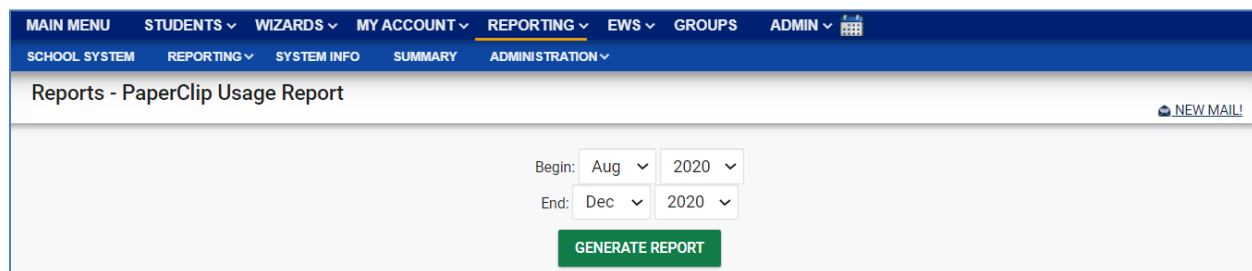 MAIN MENU STUDENTS WIZARDS MY ACCOUNT REPORTING EWS GROUPS ADMIN
SCHOOL SYSTEM REPORTING SYSTEM INFO SUMMARY ADMINISTRATION
Reports - PaperClip Usage Report
NEW MAIL!
Begin: Aug 2020
End: Dec 2020
GENERATE REPORT